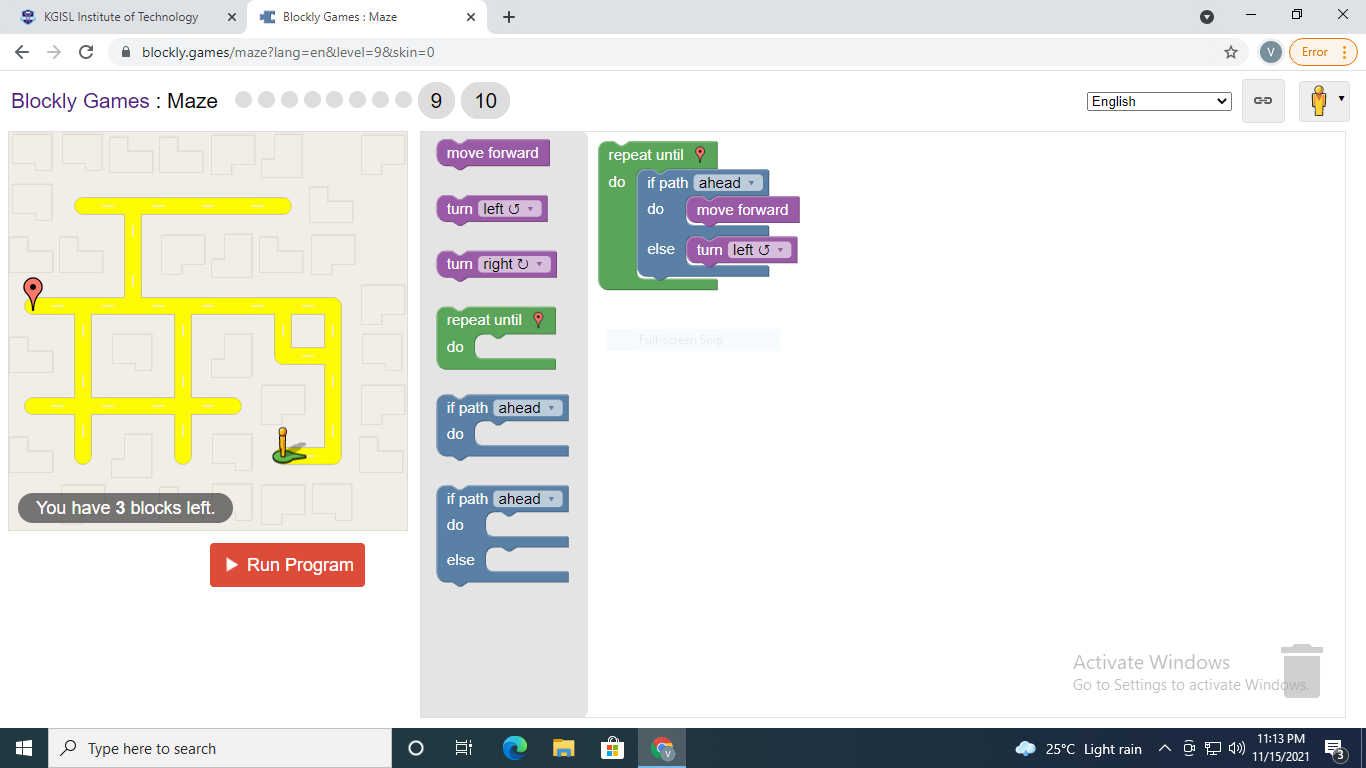 KGISL Institute of Technology
Blockly Games : Maze
blockly.games/maze?lang=en&level=9&skin=0
V
Error
Blockly Games : Maze
9
10
English
You have 3 blocks left.
Run Program
move forward
turn left ↺
turn right ↻
repeat until
do
if path ahead
do
if path ahead
do
else
repeat until
do
if path ahead
do
move forward
else
turn left ↺
Full-screen Snip
Activate Windows
Go to Settings to activate Windows.
Type here to search
V
25°C Light rain
11:13 PM
11/15/2021
3